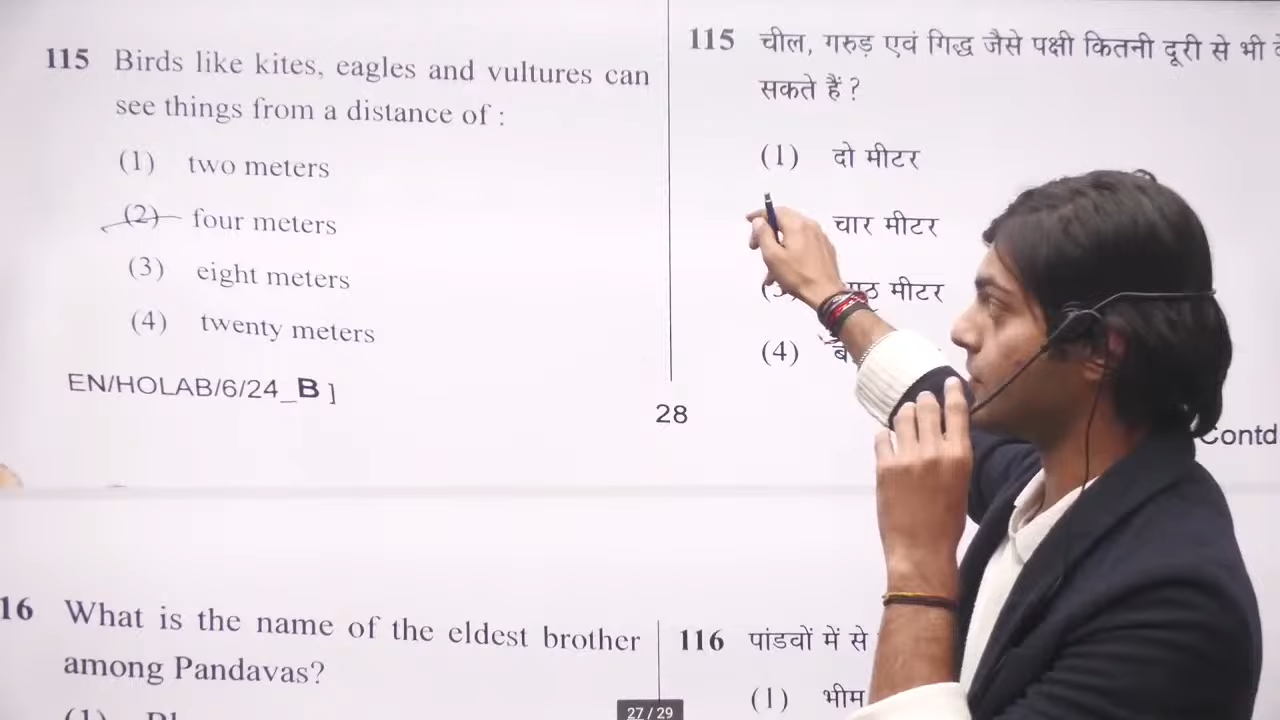 115 Birds like kites, eagles and vultures can
see things from a distance of :
(1) two meters
(2) four meters
(3) eight meters
(4) twenty meters
EN/HOLAB/6/24_B ]
115 चील, गरुड़ एवं गिद्ध जैसे पक्षी कितनी दूरी से भी
सकते हैं ?
(1) दो मीटर
चार मीटर
मीटर
(4)
28
Contd
16 What is the name of the eldest brother
among Pandavas?
(1)
116 पांडवों में से
(1) भीम
27 / 29